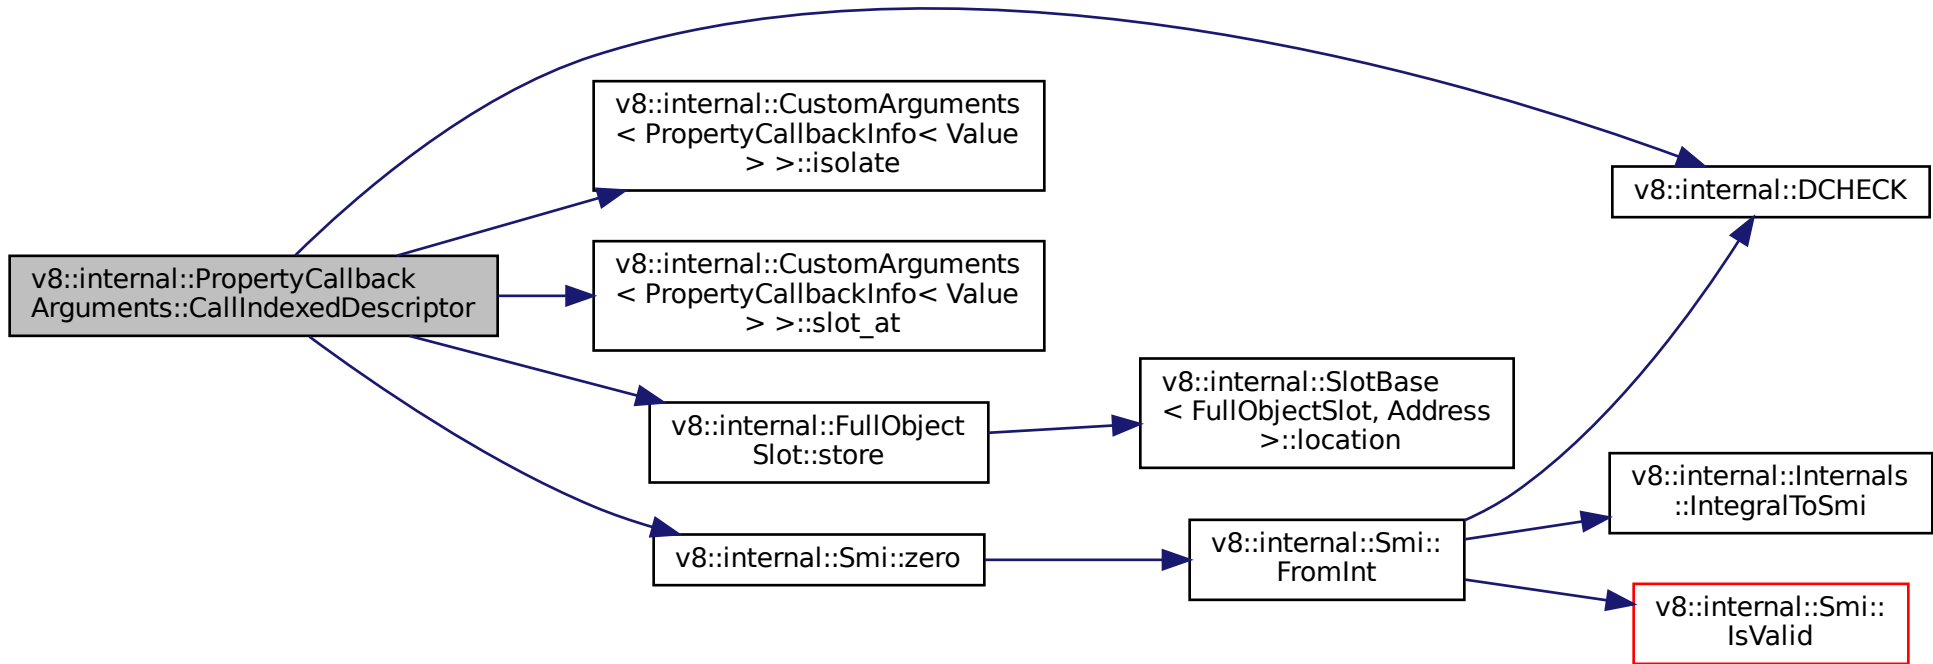 v8::internal::CustomArguments
< PropertyCallbackInfo< Value
> >::isolate
v8::internal::DCHECK
v8::internal::PropertyCallback
Arguments::CallIndexedDescriptor
v8::internal::CustomArguments
< PropertyCallbackInfo< Value
> >::slot_at
v8::internal::FullObject
Slot::store
v8::internal::SlotBase
< FullObjectSlot, Address
>::location
v8::internal::Internals
::IntegralToSmi
v8::internal::Smi::zero
v8::internal::Smi::
FromInt
v8::internal::Smi::
IsValid